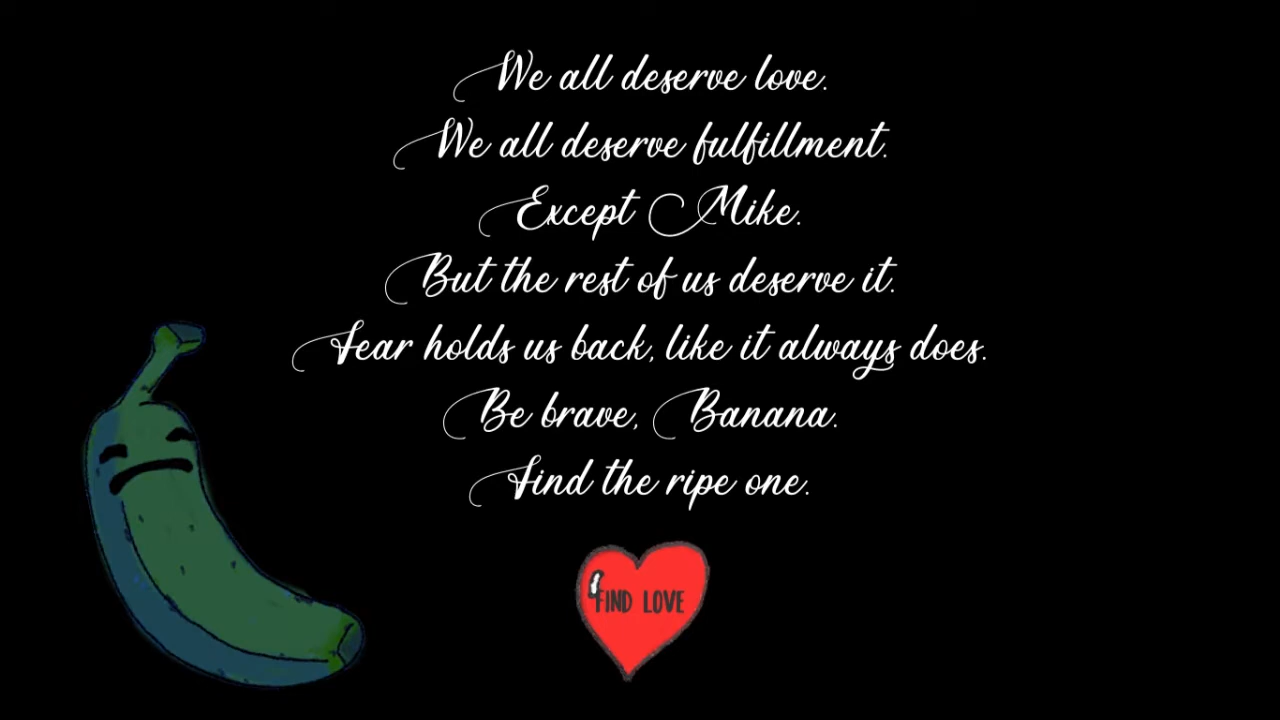 We all deserve love.
We all deserve fulfillment.
Except Mike.
But the rest of us deserve it.
Fear holds us back, like it always does.
Be brave, Banana.
Find the ripe one.
FIND LOVE